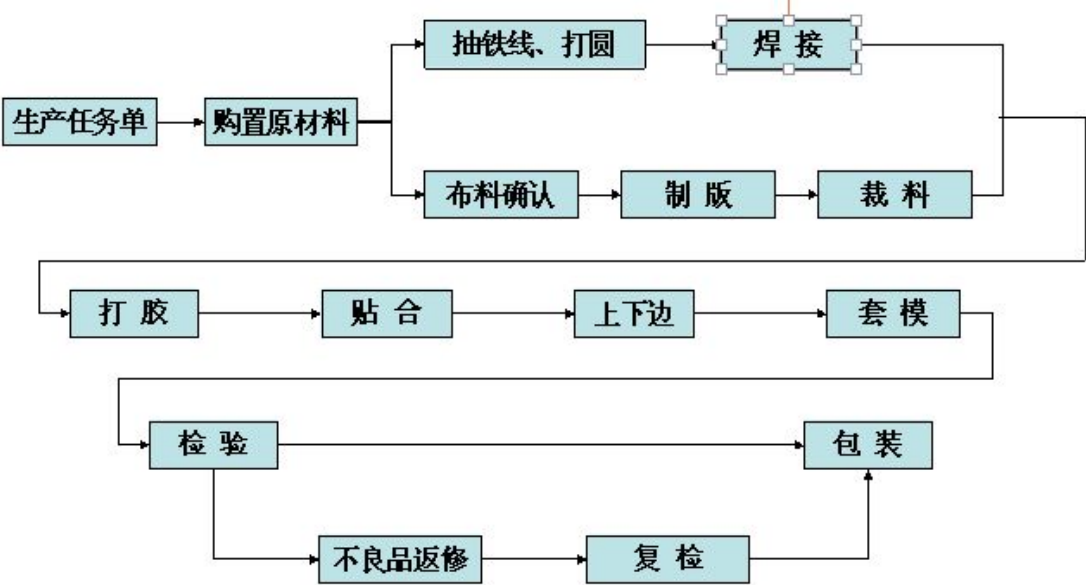 抽铁线、打圆
焊 接
生产任务单
购置原材料
布料确认
制 版
裁 料
打 胶
贴 合
上下边
套 模
检 验
包 装
不良品返修
复 检